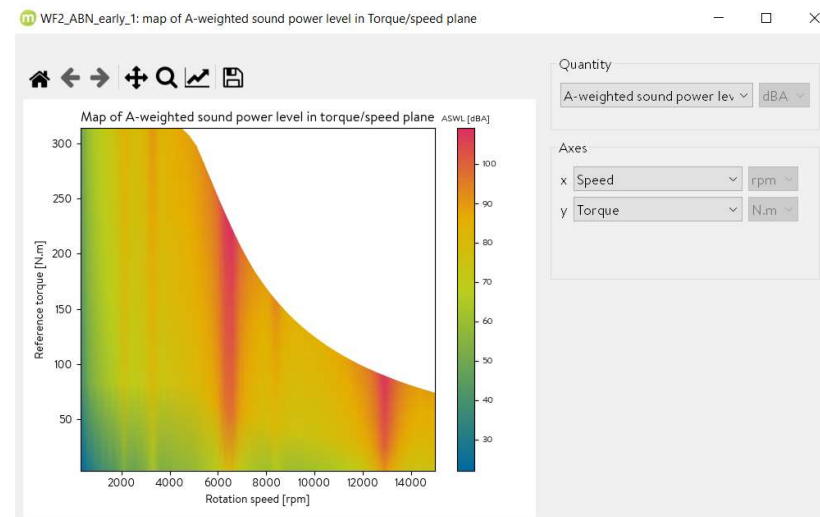 m WF2_ABN_early_1: map of A-weighted sound power level in Torque/speed plane
Map of A-weighted sound power level in torque/speed plane
ASWL [dBA]
300
250
200
150
100
50
Reference torque [N.m]
2000 4000 6000 8000 10000 12000 14000
Rotation speed [rpm]
100
90
80
70
60
50
40
30
Quantity
A-weighted sound power lev dBA
Axes
x Speed rpm
y Torque N.m